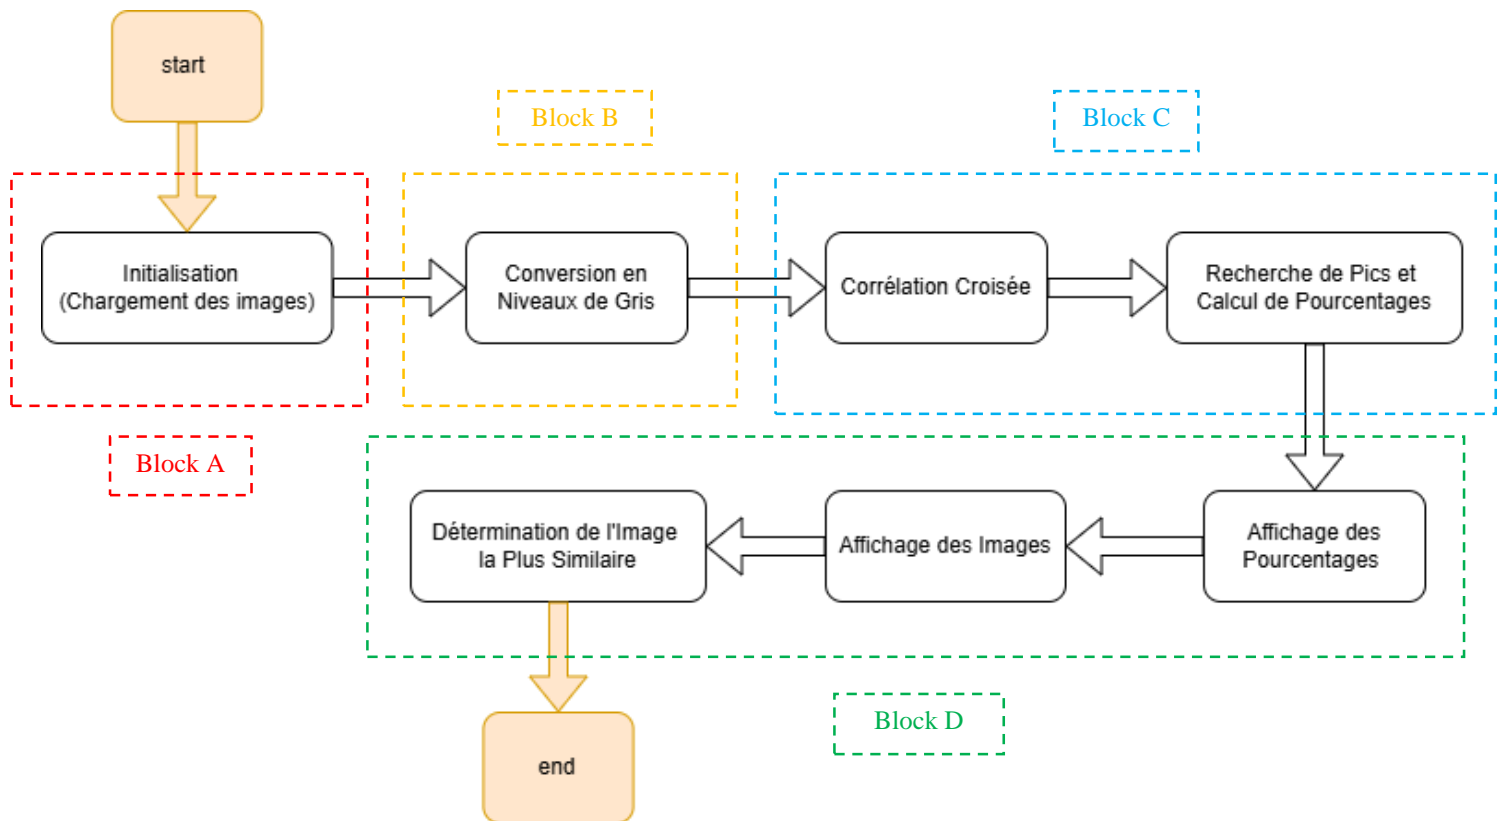 start
Block B
Block C
Initialisation
(Chargement des images)
Conversion en
Niveaux de Gris
Corrélation Croisée
Recherche de Pics et
Calcul de Pourcentages
Block A
Détermination de l'Image
la Plus Similaire
Affichage des Images
Affichage des
Pourcentages
Block D
end